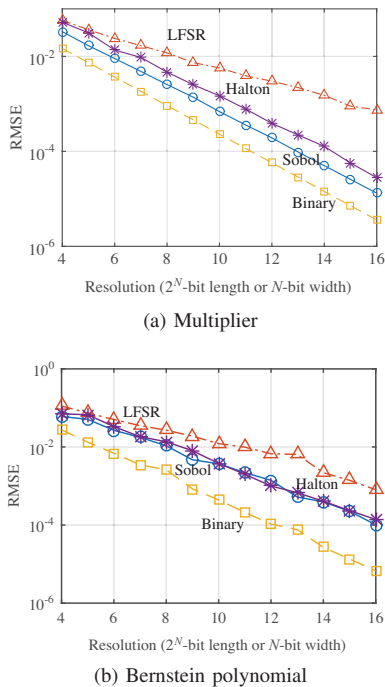 10^-2
LFSR
Halton
RMSE
10^-4
Sobol
Binary
10^-6
4 6 8 10 12 14 16
Resolution (2^N-bit length or N-bit width)
(a) Multiplier
10^0
LFSR
10^-2
Sobol
Halton
RMSE
10^-4
Binary
10^-6
4 6 8 10 12 14 16
Resolution (2^N-bit length or N-bit width)
(b) Bernstein polynomial